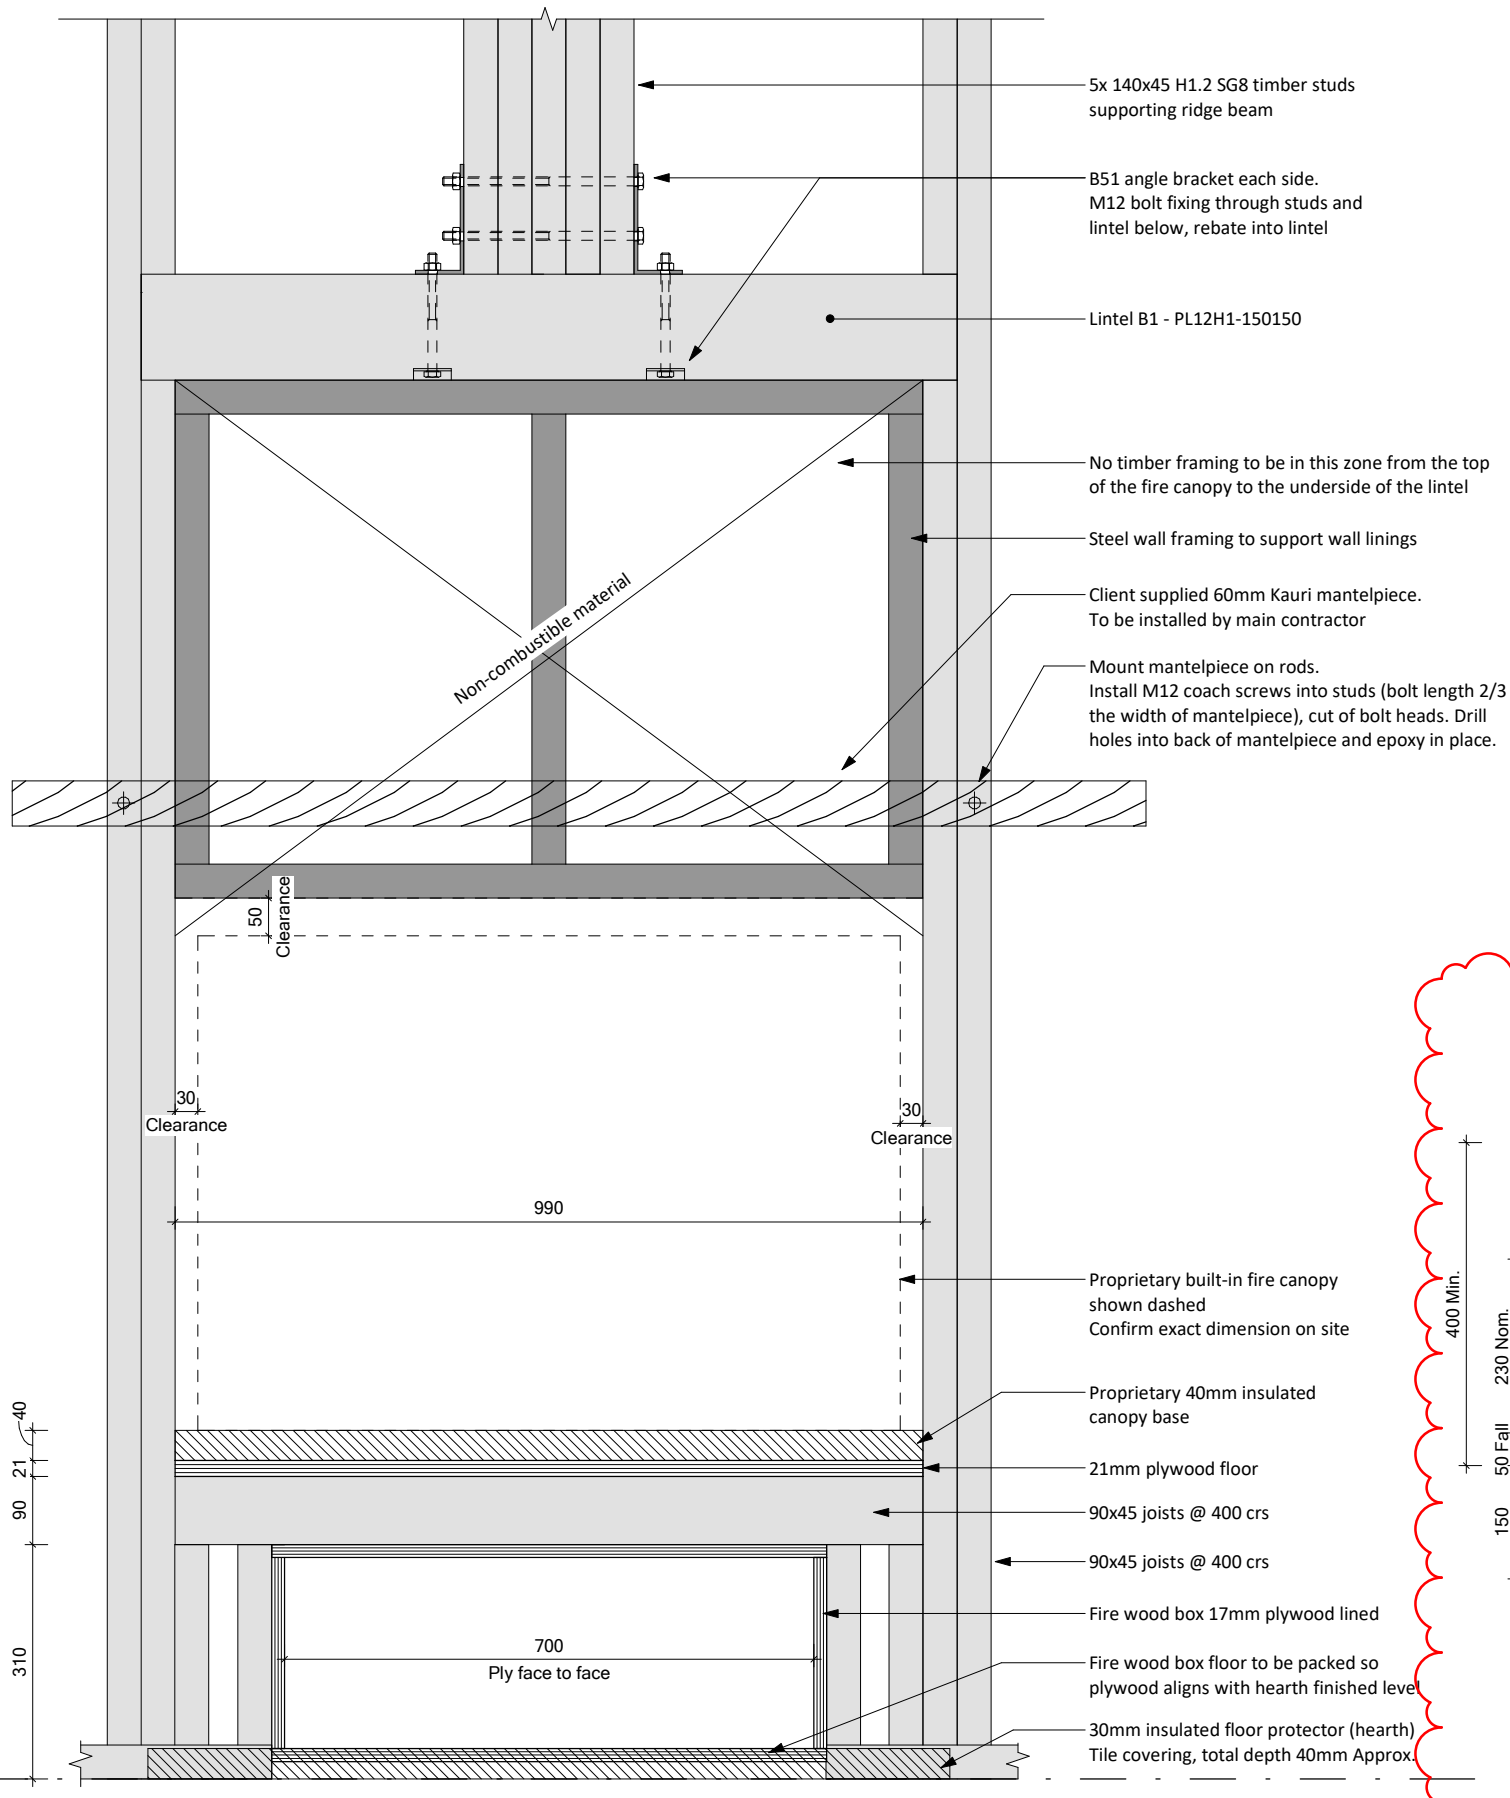 5x 140x45 H1.2 SG8 timber studs
supporting ridge beam
B51 angle bracket each side.
M12 bolt fixing through studs and
lintel below, rebate into lintel
Lintel B1 - PL12H1-150150
No timber framing to be in this zone from the top
of the fire canopy to the underside of the lintel
Steel wall framing to support wall linings
Client supplied 60mm Kauri mantelpiece.
To be installed by main contractor
Mount mantelpiece on rods.
Install M12 coach screws into studs (bolt length 2/3
the width of mantelpiece), cut of bolt heads. Drill
holes into back of mantelpiece and epoxy in place.
Non-combustible material
50
Clearance
30
Clearance
30
Clearance
990
Proprietary built-in fire canopy
shown dashed
Confirm exact dimension on site
Proprietary 40mm insulated
canopy base
21mm plywood floor
90x45 joists @ 400 crs
90x45 joists @ 400 crs
Fire wood box 17mm plywood lined
700
Ply face to face
Fire wood box floor to be packed so
plywood aligns with hearth finished level
30mm insulated floor protector (hearth)
Tile covering, total depth 40mm Approx.
40
21
90
310
400 Min.
230 Nom.
50 Fall
150